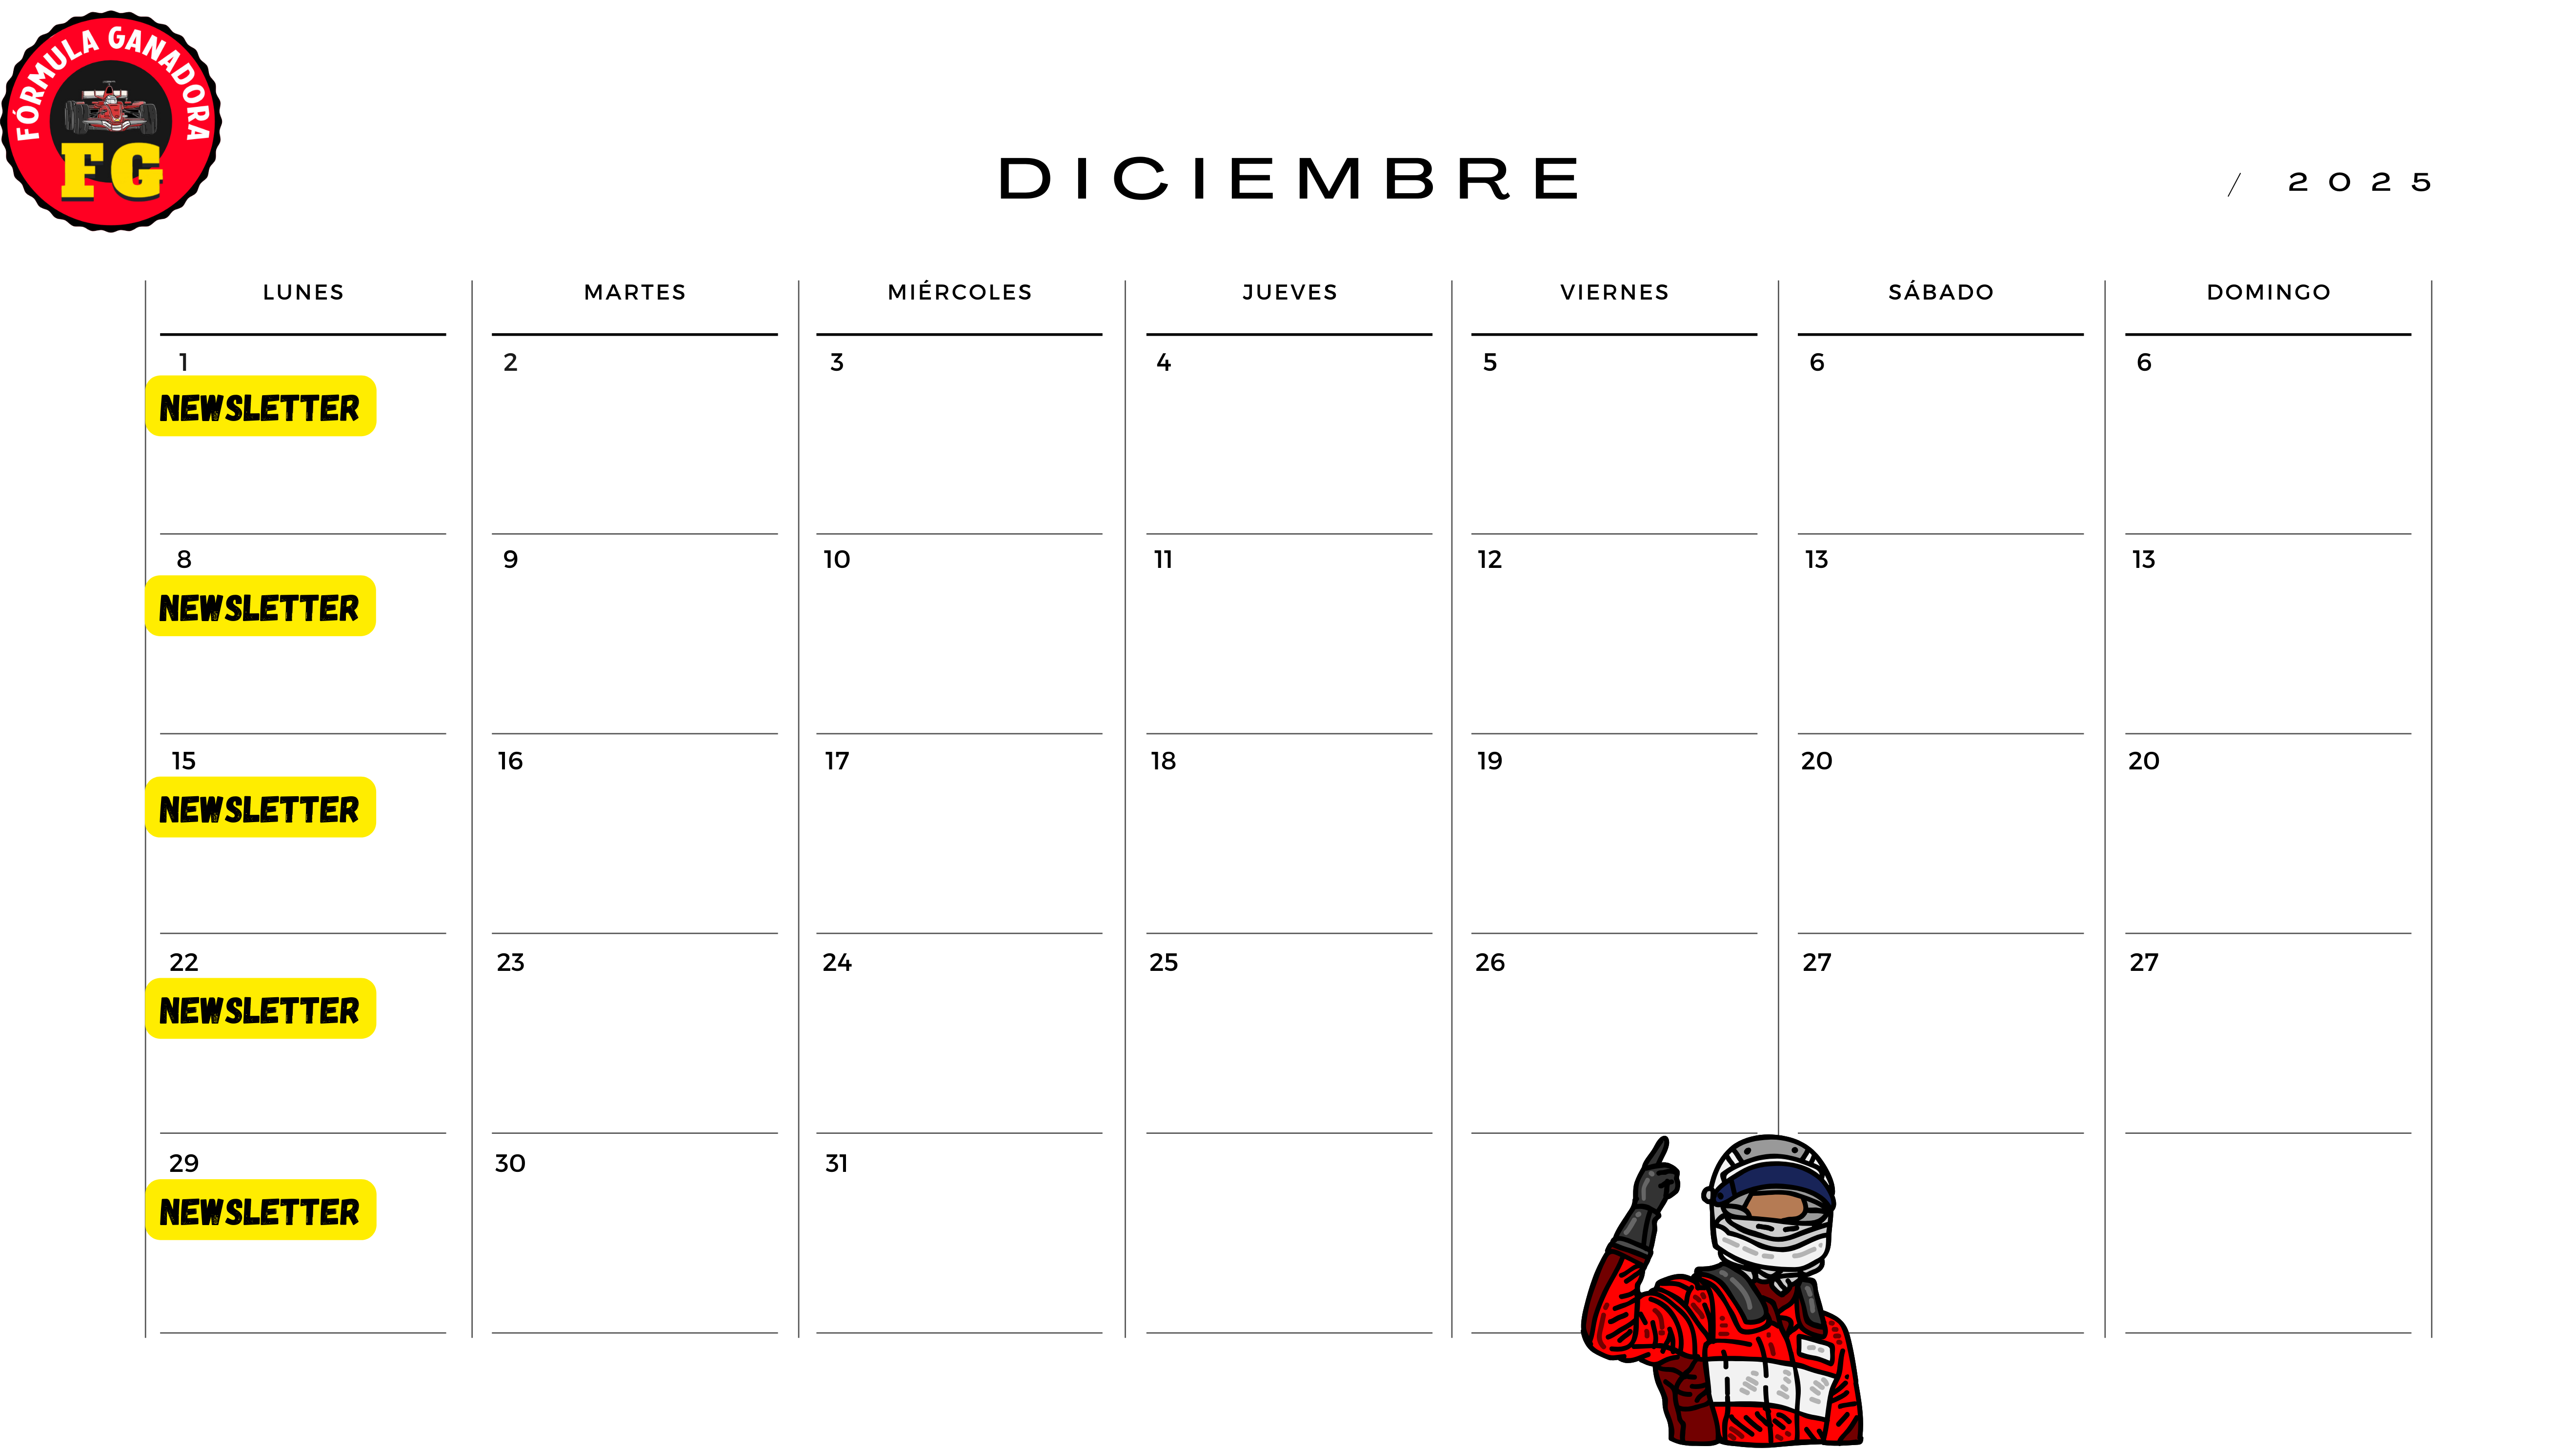 FÓRMULA GANADORA
FG
DICIEMBRE
/ 2025
LUNES MARTES MIÉRCOLES JUEVES VIERNES SÁBADO DOMINGO
1 2 3 4 5 6 6
NEWSLETTER
8 9 10 11 12 13 13
NEWSLETTER
15 16 17 18 19 20 20
NEWSLETTER
22 23 24 25 26 27 27
NEWSLETTER
29 30 31
NEWSLETTER